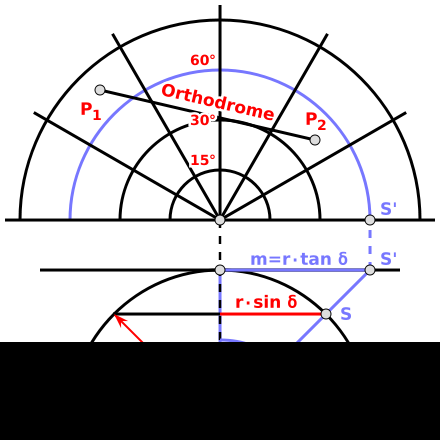 60°
Orthodrome
P1
30°
P2
15°
S'
m=r·tan δ
S'
r·sin δ
S